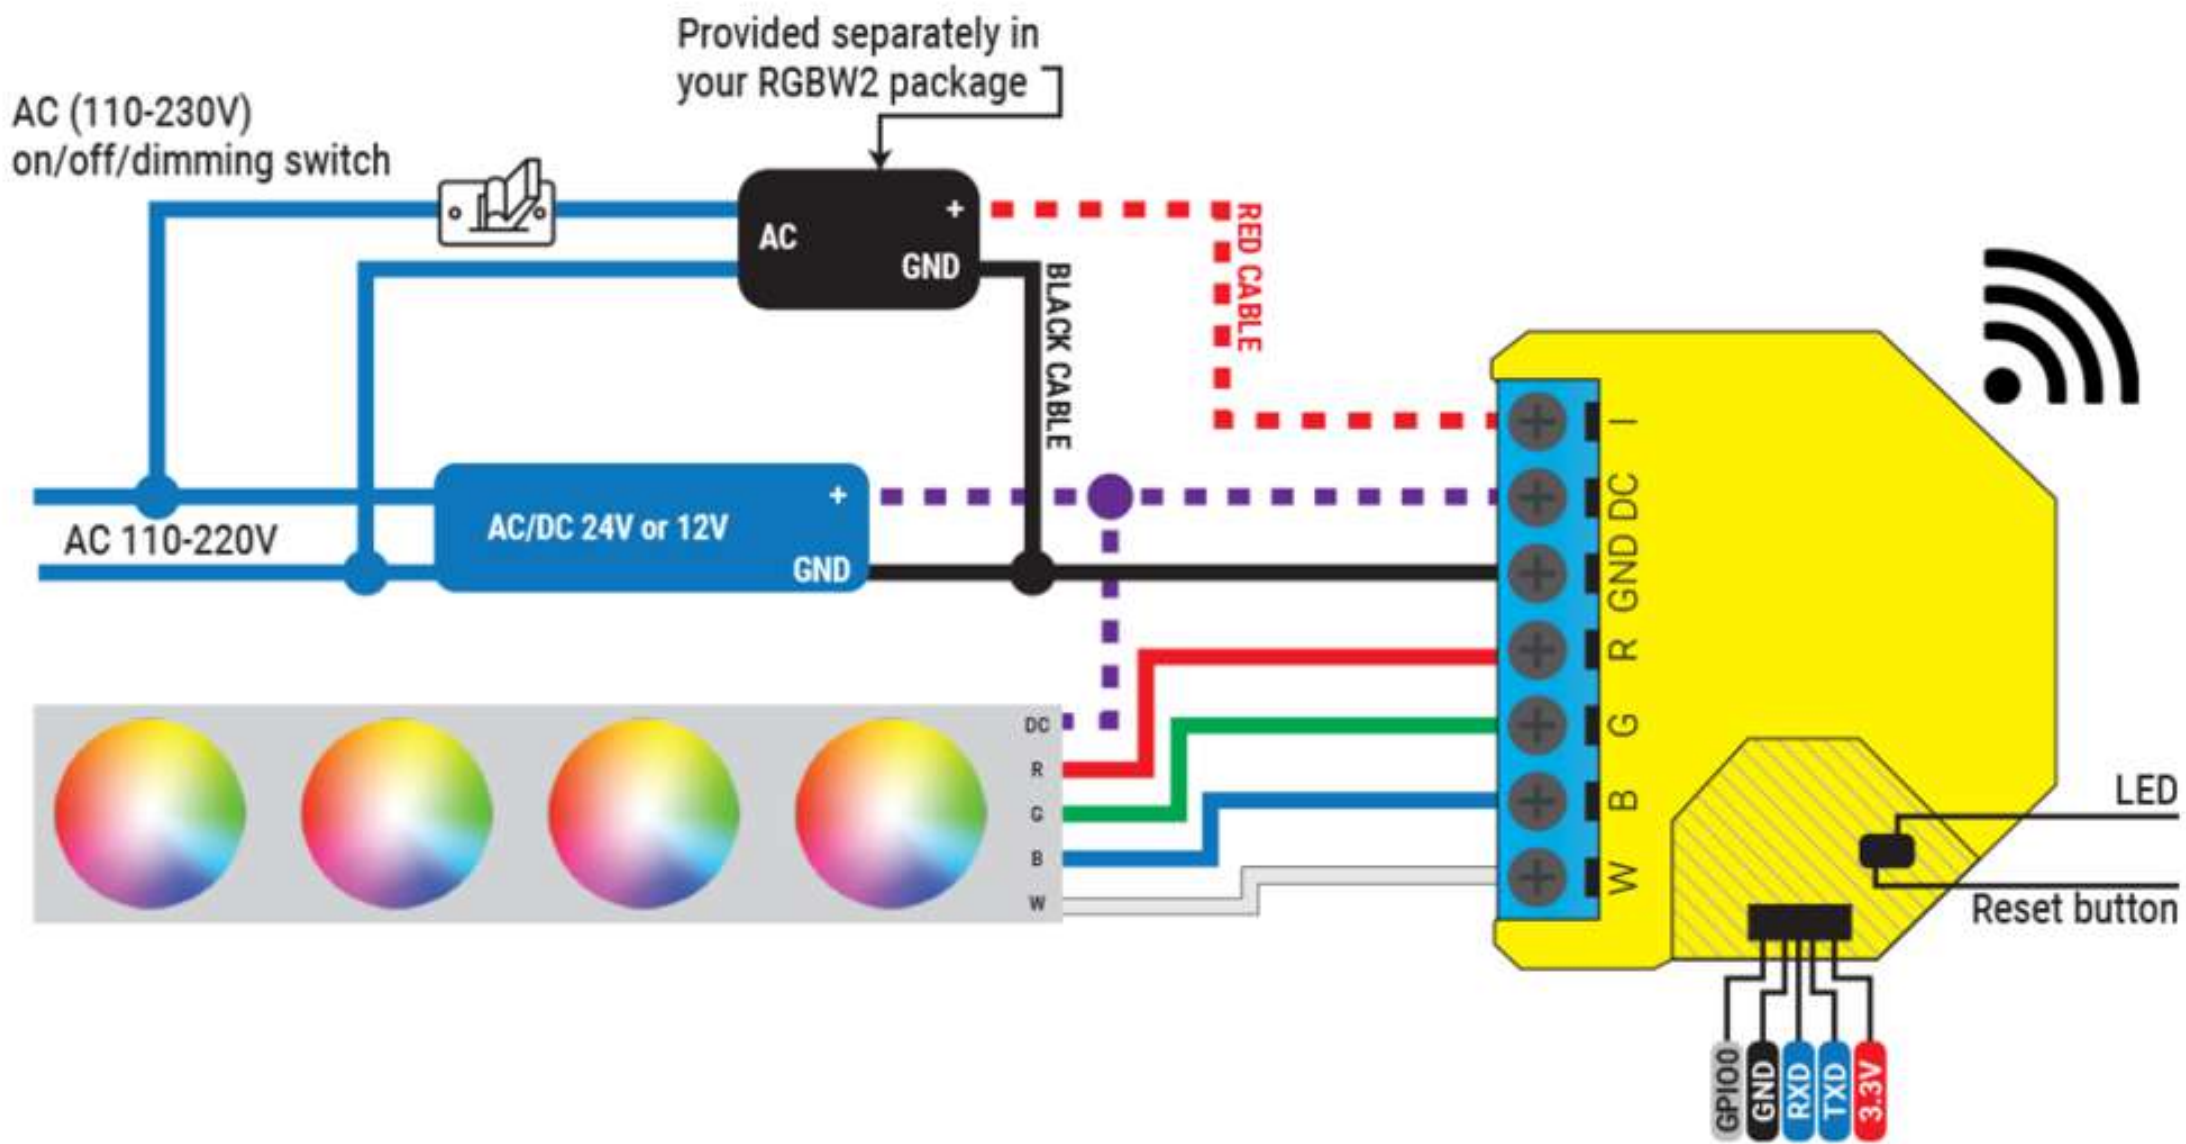 Provided separately in
your RGBW2 package
AC (110-230V)
on/off/dimming switch
AC
+
GND
RED CABLE
BLACK CABLE
AC 110-220V
AC/DC 24V or 12V
+
GND
I
DC
GND
R
G
B
W
DC
R
G
B
W
LED
Reset button
GPIO0
GND
RXD
TXD
3.3V